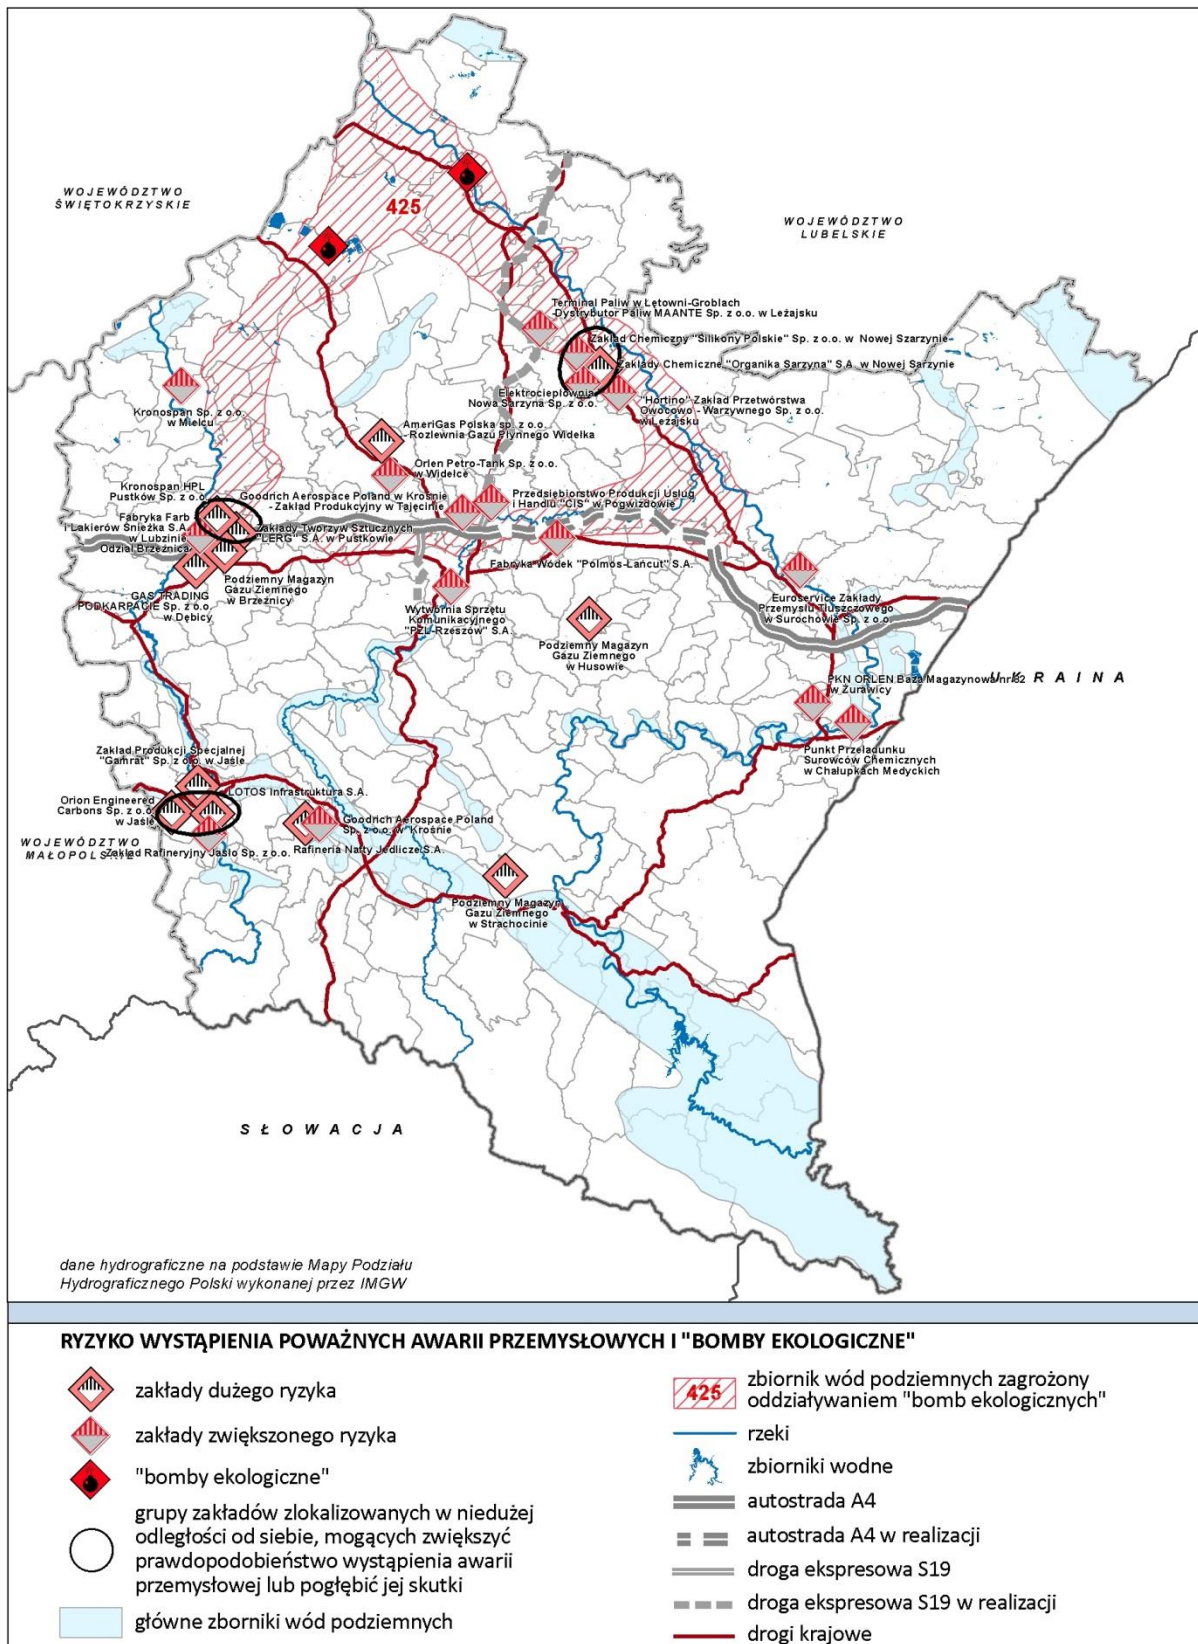 WOJEWÓDZTWO
ŚWIĘTOKRZYSKIE
425
WOJEWÓDZTWO
LUBELSKIE
Terminal Paliw w Łętowni-Groblach
-Dystrybutor Paliw MAANTE Sp. z o.o. w Leżajsku
Zakład Chemiczny "Silikony Polskie" Sp. z o.o. w Nowej Szarzynie
Zakłady Chemiczne "Organika Sarzyna" S.A. w Nowej Sarzynie
Elektrociepłownia
Nowa Sarzyna Sp. z o.o.
"Hortino" Zakład Przetwórstwa
Owocowo - Warzywnego Sp. z o.o.
w Leżajsku
Kronospan Sp. z o.o.
w Mielcu
AmeriGas Polska sp. z o.o.
- Rozlewnia Gazu Płynnego Widełka
Orlen Petro-Tank Sp. z o.o.
w Widełce
Kronospan HPL
Pustków Sp. z o.o.
Goodrich Aerospace Poland w Krośnie
- Zakład Produkcyjny w Tajęcinie
Przedsiębiorstwo Produkcji Usług
i Handlu "CIS" w Pogwizdowie
Fabryka Farb
i Lakierów Śnieżka S.A.
w Lubzinie
Odział Brzeźnica
Zakłady Tworzyw Sztucznych
"LERG" S.A. w Pustkowie
Podziemny Magazyn
Gazu Ziemnego
w Brzeźnicy
GAS TRADING
PODKARPACIE Sp. z o.o.
w Dębicy
Fabryka Wódek "Polmos-Łańcut" S.A.
Wytwórnia Sprzętu
Komunikacyjnego
"PZL-Rzeszów" S.A.
Euroservice Zakłady
Przemysłu Tłuszczowego
w Surochowie Sp. z o.o.
Podziemny Magazyn
Gazu Ziemnego
w Husowie
UKRAINA
PKN ORLEN Baza Magazynowa nr 82
w Żurawicy
Punkt Przeładunku
Surowców Chemicznych
w Chałupkach Medyckich
Zakład Produkcji Specjalnej
"Gamrat" Sp. z o.o. w Jaśle
LOTOS Infrastruktura S.A.
Orion Engineered
Carbons Sp. z o.o.
w Jaśle
WOJEWÓDZTWO
MAŁOPOLSKIE
Zakład Rafineryjny Jasło Sp. z o.o.
Goodrich Aerospace Poland
Sp. z o.o. w Krośnie
Rafineria Nafty Jedlicze S.A.
Podziemny Magazyn
Gazu Ziemnego
w Strachocinie
SŁOWACJA
dane hydrograficzne na podstawie Mapy Podziału
Hydrograficznego Polski wykonanej przez IMGW
RYZYKO WYSTĄPIENIA POWAŻNYCH AWARII PRZEMYSŁOWYCH I "BOMBY EKOLOGICZNE"
zakłady dużego ryzyka
zakłady zwiększonego ryzyka
"bomby ekologiczne"
grupy zakładów zlokalizowanych w niedużej
odległości od siebie, mogących zwiększyć
prawdopodobieństwo wystąpienia awarii
przemysłowej lub pogłębić jej skutki
główne zborniki wód podziemnych
425
zbiornik wód podziemnych zagrożony
oddziaływaniem "bomb ekologicznych"
rzeki
zbiorniki wodne
autostrada A4
autostrada A4 w realizacji
droga ekspresowa S19
droga ekspresowa S19 w realizacji
drogi krajowe